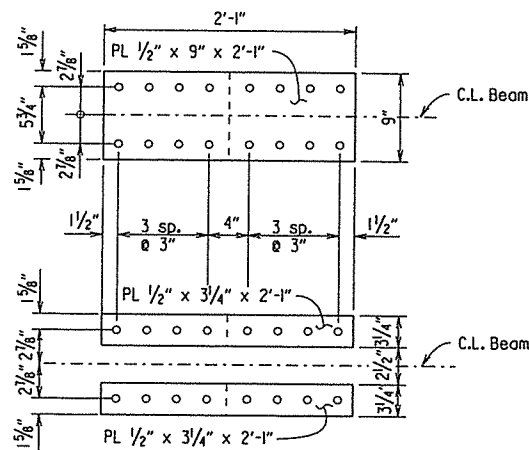 2'-1"
PL 1/2" x 9" x 2'-1"
1 5/8"
2 7/8"
5 3/4"
2 7/8"
1 5/8"
9"
C.L. Beam
1 1/2"
3 sp.
@ 3"
4"
3 sp.
@ 3"
1 1/2"
PL 1/2" x 3 1/4" x 2'-1"
1 5/8"
2 7/8"
2 7/8"
1 5/8"
3 1/4"
2 1/2"
3 1/4"
C.L. Beam
PL 1/2" x 3 1/4" x 2'-1"